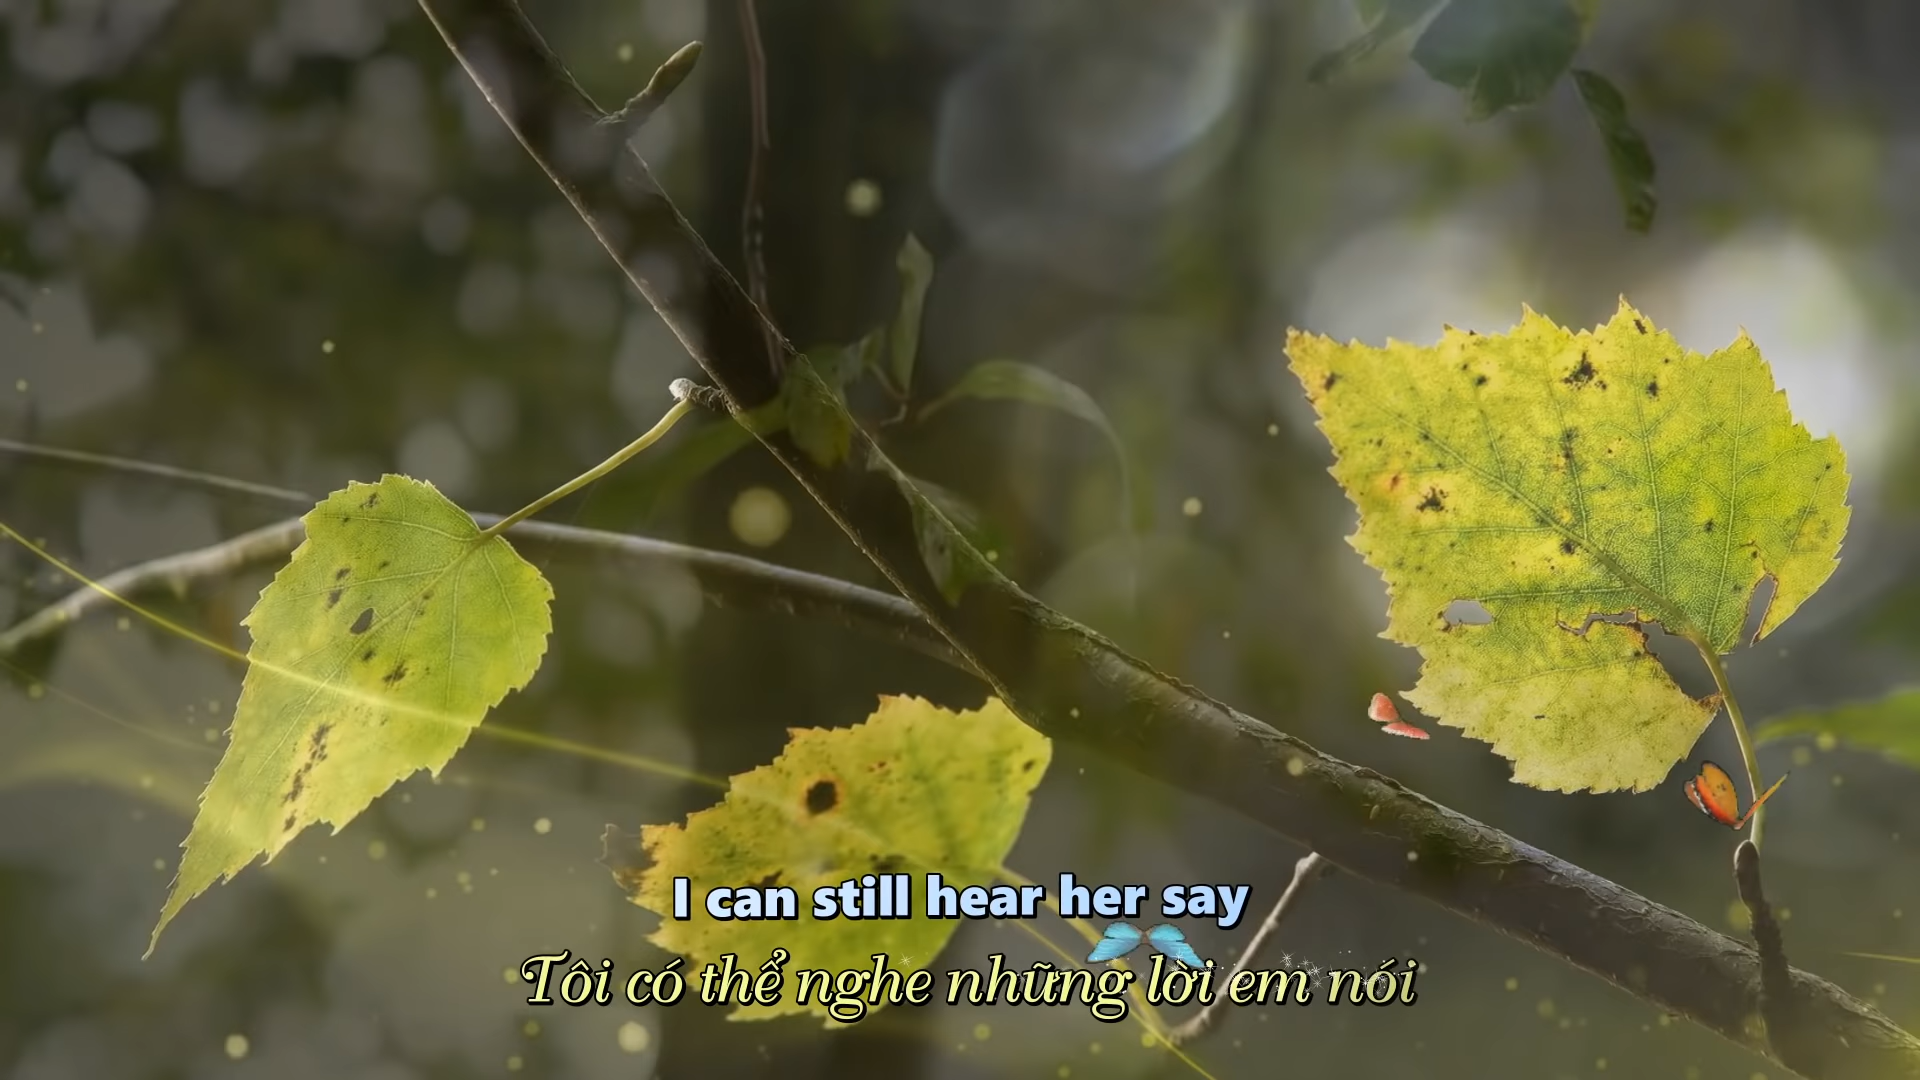 I can still hear her say
Tôi có thể nghe những lời em nói